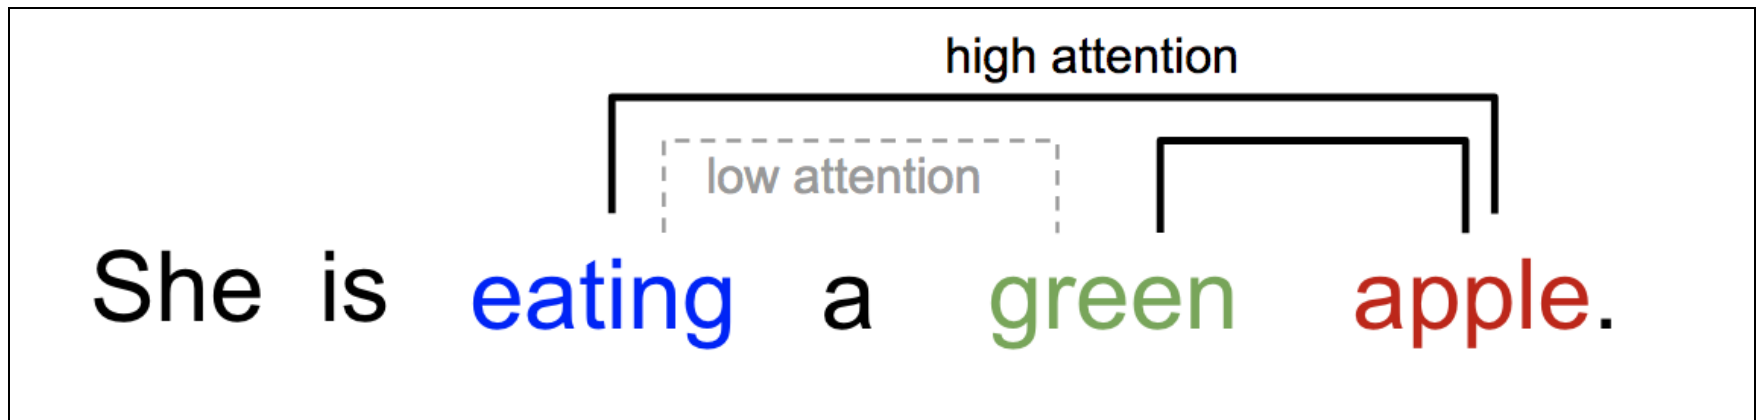 high attention
low attention
She is eating a green apple.